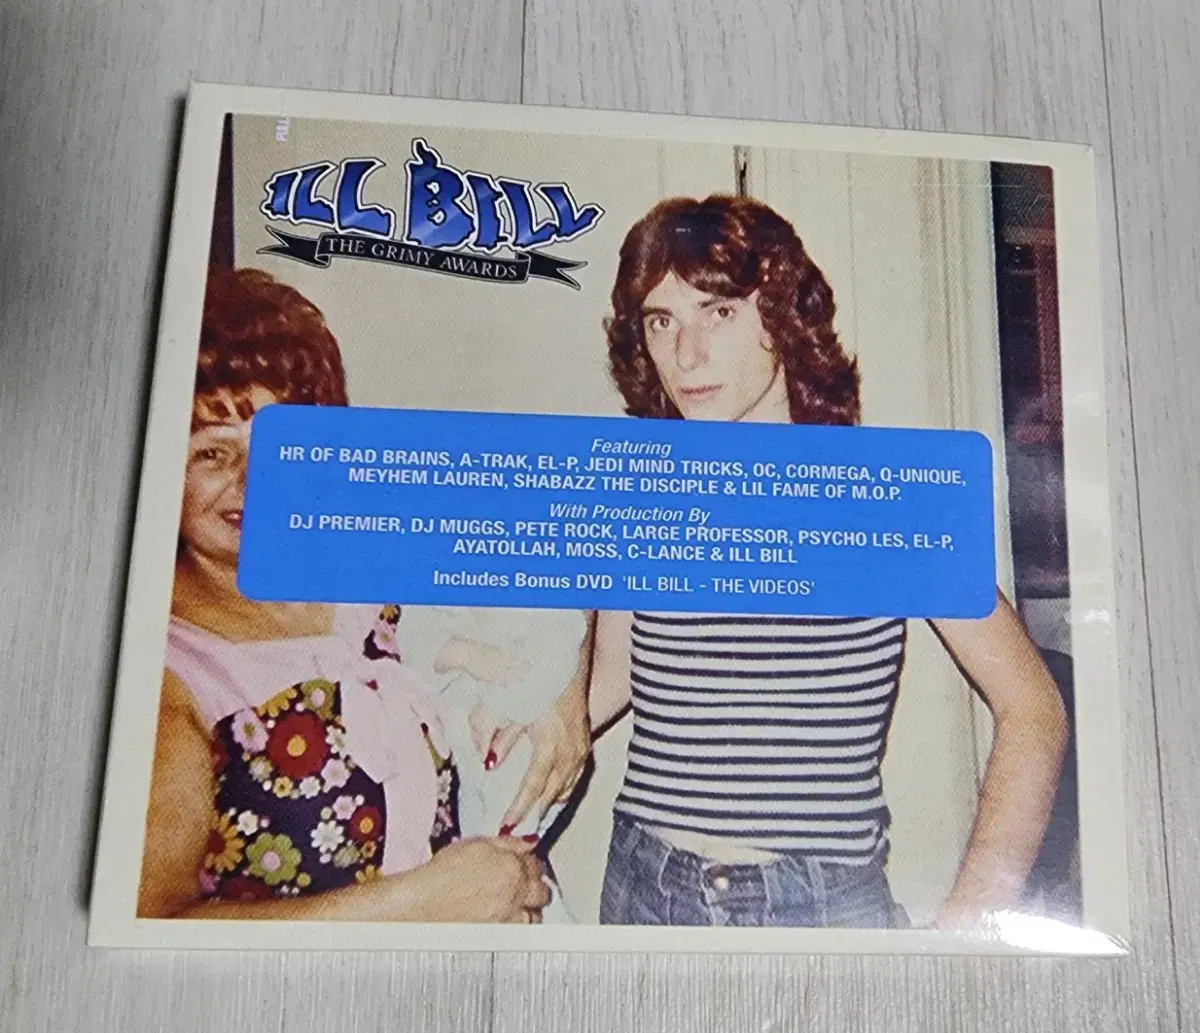 ILL BILL
THE GRIMY AWARDS
Featuring
HR OF BAD BRAINS, A-TRAK, EL-P, JEDI MIND TRICKS, OC, CORMEGA, Q-UNIQUE,
MEYHEM LAUREN, SHABAZZ THE DISCIPLE & LIL FAME OF M.O.P.
With Production By
DJ PREMIER, DJ MUGGS, PETE ROCK, LARGE PROFESSOR, PSYCHO LES, EL-P,
AYATOLLAH, MOSS, C-LANCE & ILL BILL
Includes Bonus DVD 'ILL BILL - THE VIDEOS'